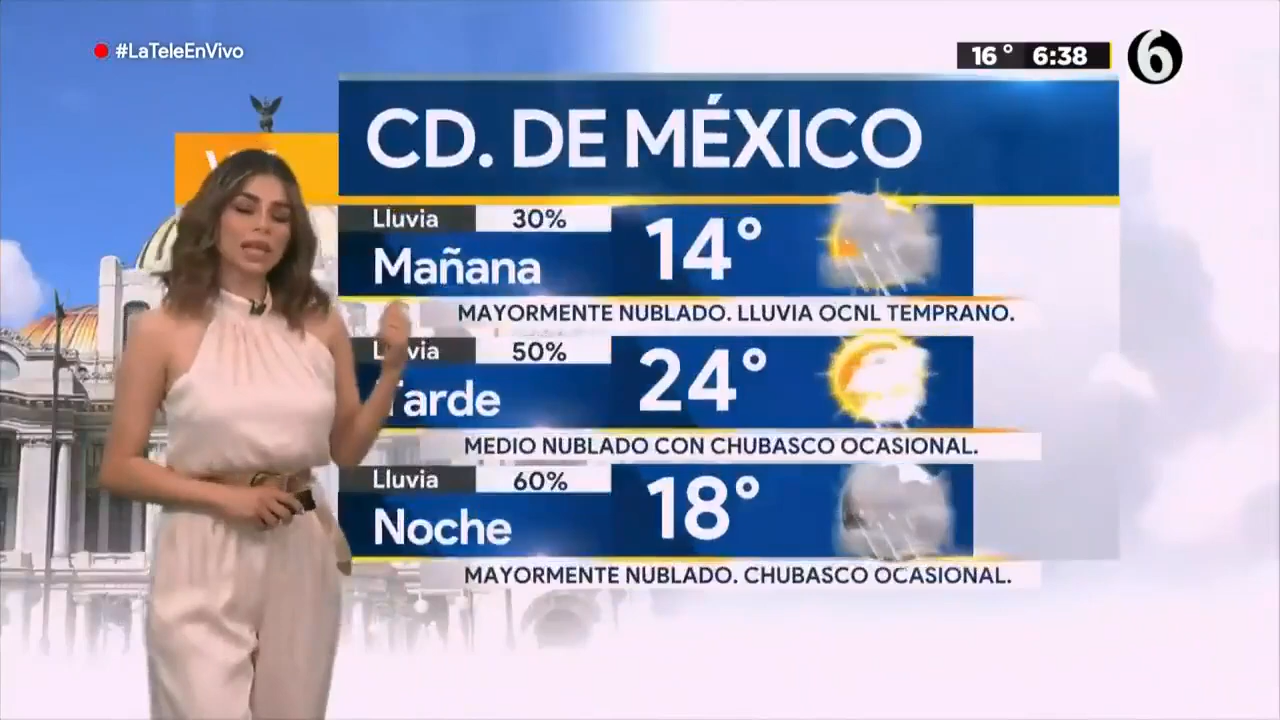 #LaTeleEnVivo
16° 6:38
6
CD. DE MÉXICO
Lluvia 30%
Mañana 14°
MAYORMENTE NUBLADO. LLUVIA OCNL TEMPRANO.
50%
24°
MEDIO NUBLADO CON CHUBASCO OCASIONAL.
Lluvia 60%
Noche 18°
MAYORMENTE NUBLADO. CHUBASCO OCASIONAL.